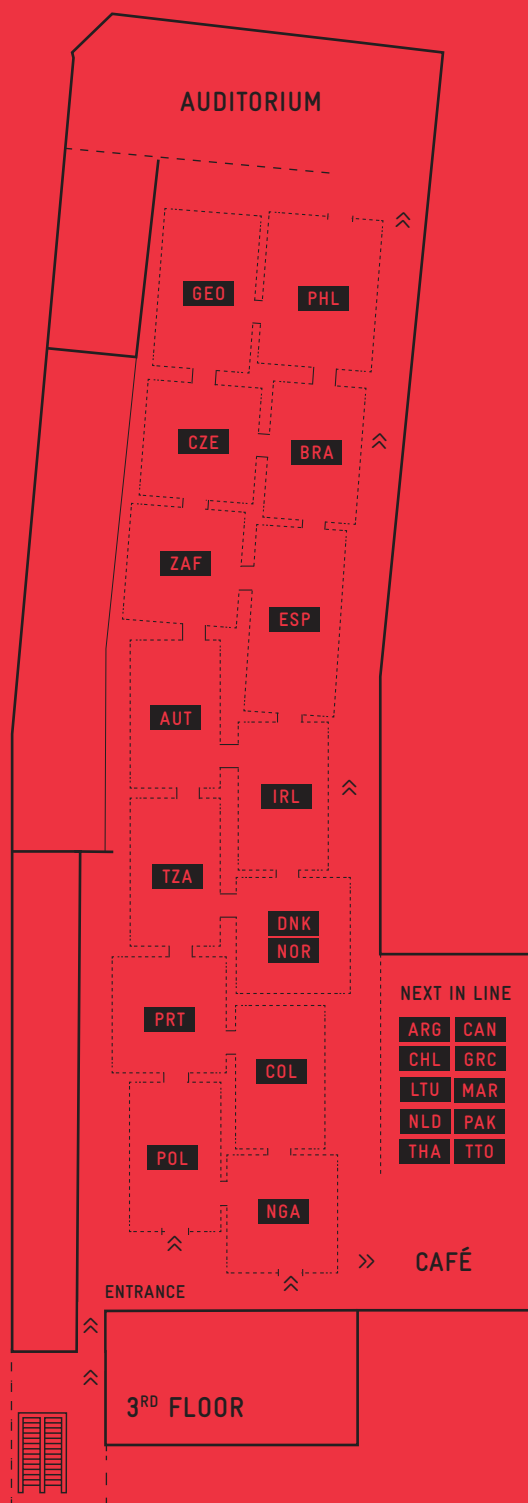 AUDITORIUM
GEO
PHL
CZE
BRA
ZAF
ESP
AUT
IRL
TZA
DNK
NOR
PRT
COL
POL
NGA
NEXT IN LINE
ARG CAN
CHL GRC
LTU MAR
NLD PAK
THA TTO
CAFÉ
ENTRANCE
3RD FLOOR